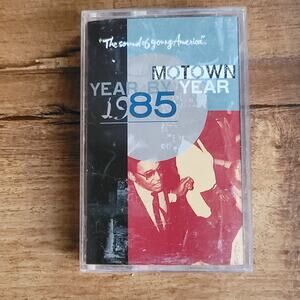 "The sound of young America"
MOTOWN
YEAR BY YEAR
1985